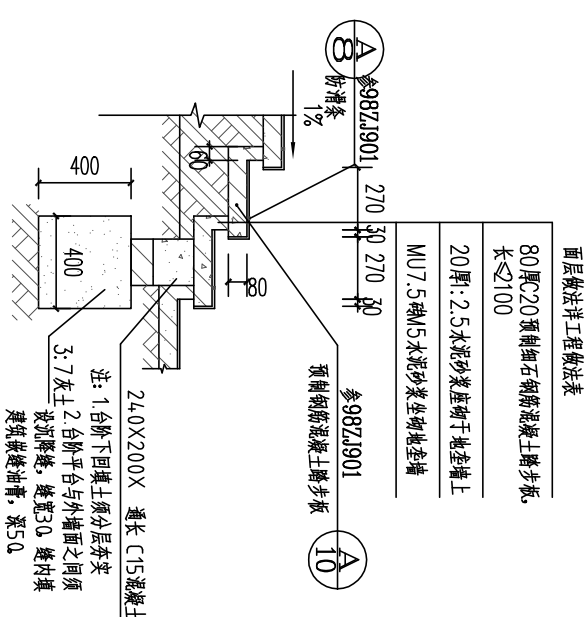 面层做法详工程做法表
80厚C20预制细石钢筋混凝土踏步板,
长≤2100
20厚1:2.5水泥砂浆座砌于地垄墙上
MU7.5砖M5水泥砂浆坐砌地垄墙
270
30
270
30
A
8
参98ZJ901
防滑条
1%
60
80
400
400
参98ZJ901
预制钢筋混凝土踏步板
A
10
240X200X 通长 C15混凝土
3:7灰土
注: 1.台阶下回填土须分层夯实
2.台阶平台与外墙面之间须
设沉降缝, 缝宽30。缝内填
建筑嵌缝油膏, 深50。